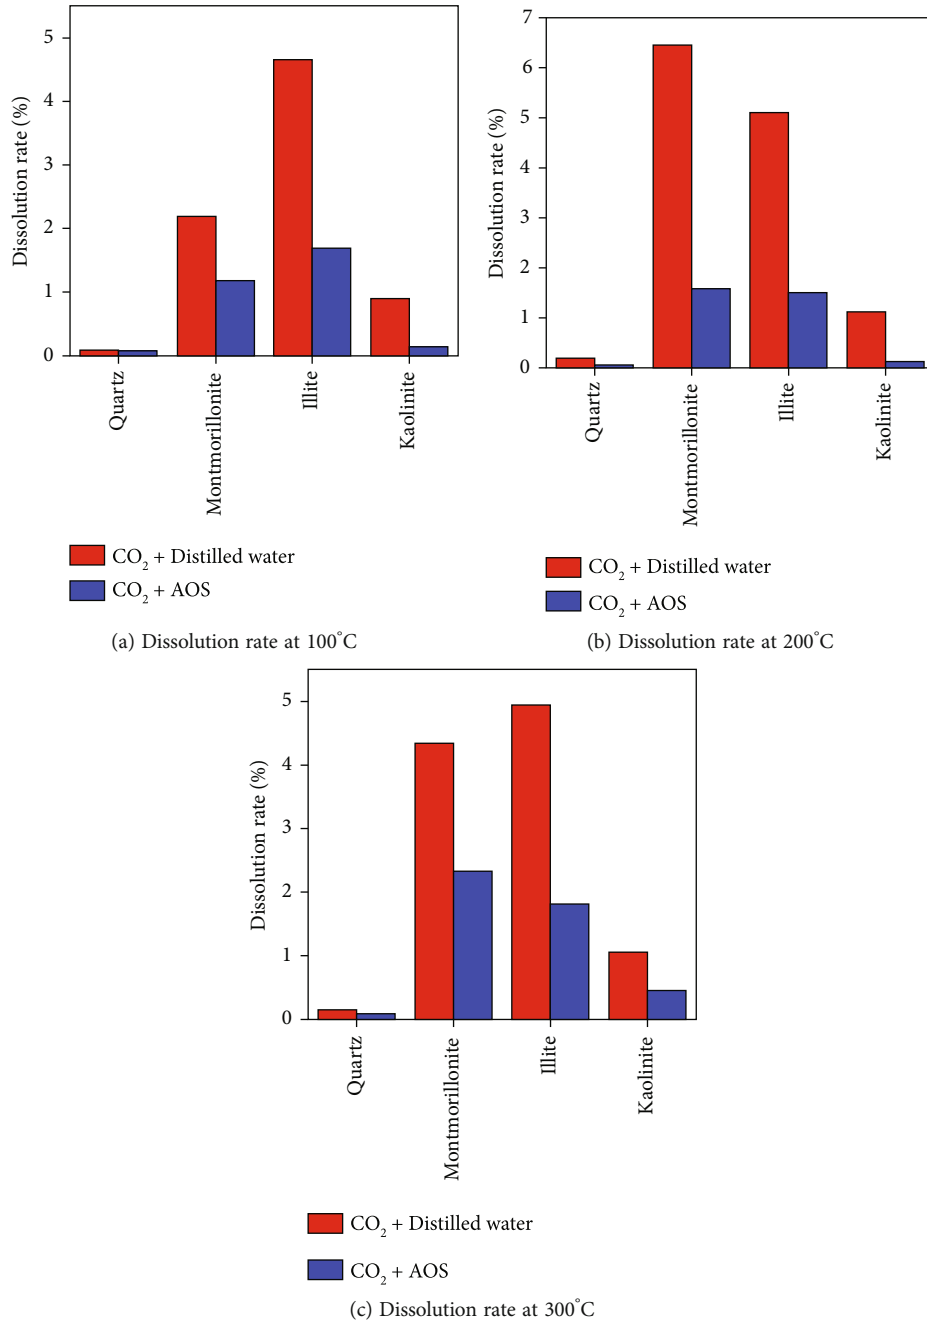 5
4
3
2
1
0
Dissolution rate (%)
Quartz
Montmorillonite
Illite
Kaolinite
CO₂ + Distilled water
CO₂ + AOS
(a) Dissolution rate at 100°C
7
6
5
4
3
2
1
0
Dissolution rate (%)
Quartz
Montmorillonite
Illite
Kaolinite
CO₂ + Distilled water
CO₂ + AOS
(b) Dissolution rate at 200°C
5
4
3
2
1
0
Dissolution rate (%)
Quartz
Montmorillonite
Illite
Kaolinite
CO₂ + Distilled water
CO₂ + AOS
(c) Dissolution rate at 300°C